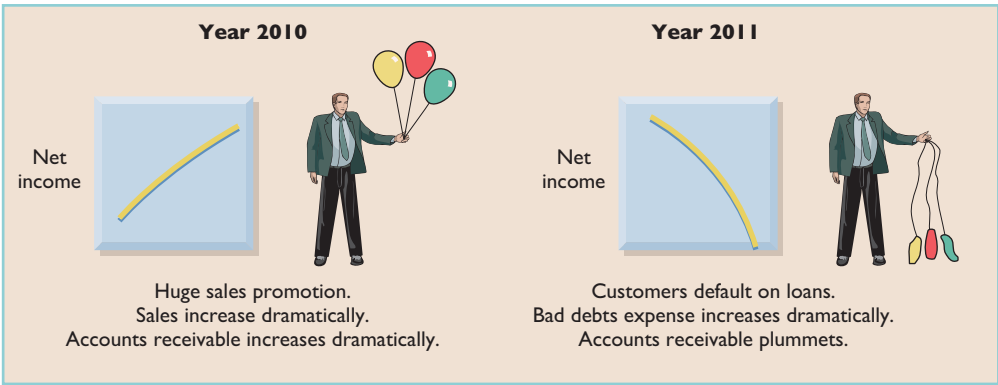 Year 2010
Net
income
Huge sales promotion.
Sales increase dramatically.
Accounts receivable increases dramatically.
Year 2011
Net
income
Customers default on loans.
Bad debts expense increases dramatically.
Accounts receivable plummets.